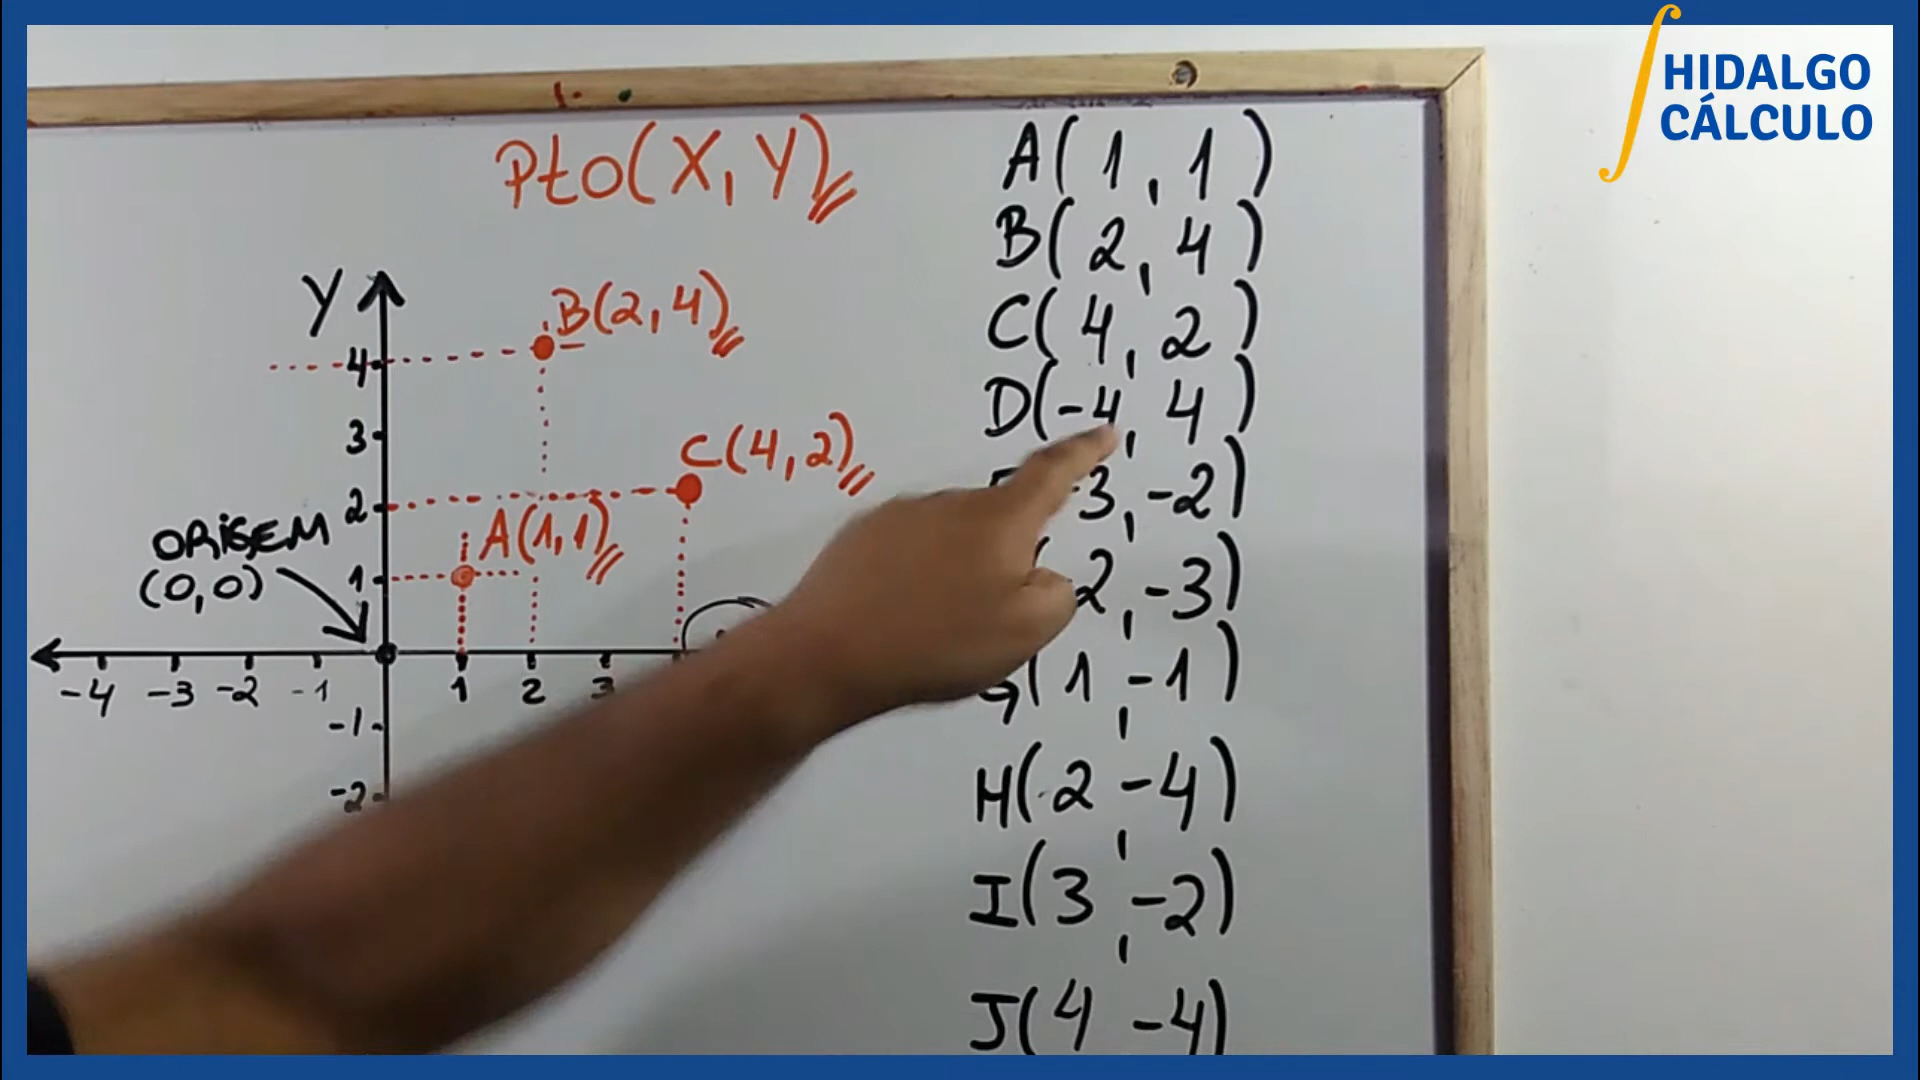 HIDALGO
CÁLCULO
Pto(X, Y)
Y
4
3
2
1
-4 -3 -2 -1 1 2 3
-1
-2
ORIGEM
(0,0)
B(2,4)
C(4,2)
A(1,1)
A(1, 1)
B(2, 4)
C(4, 2)
D(-4, 4)
3, -2)
2, -3)
(1, -1)
H(2, -4)
I(3, -2)
J(4 -4)